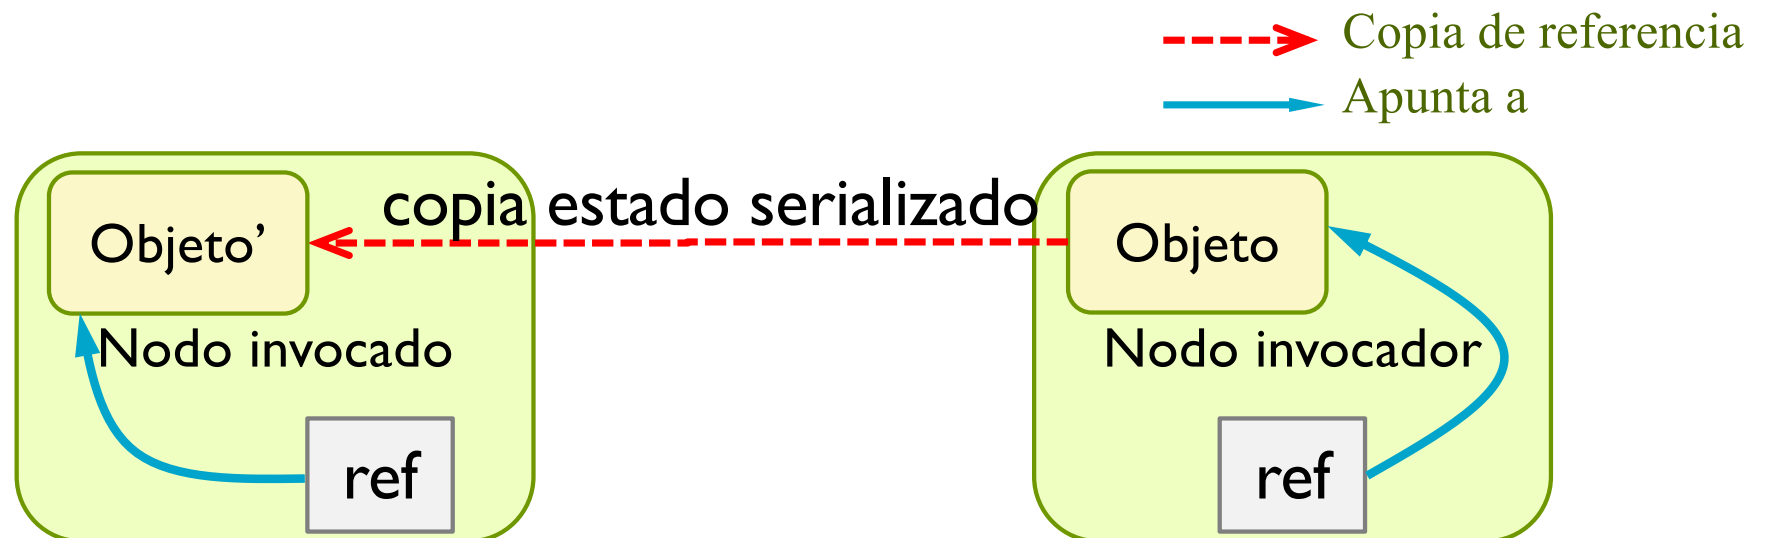 Copia de referencia
Apunta a
copia estado serializado
Objeto’
Objeto
Nodo invocado
Nodo invocador
ref
ref